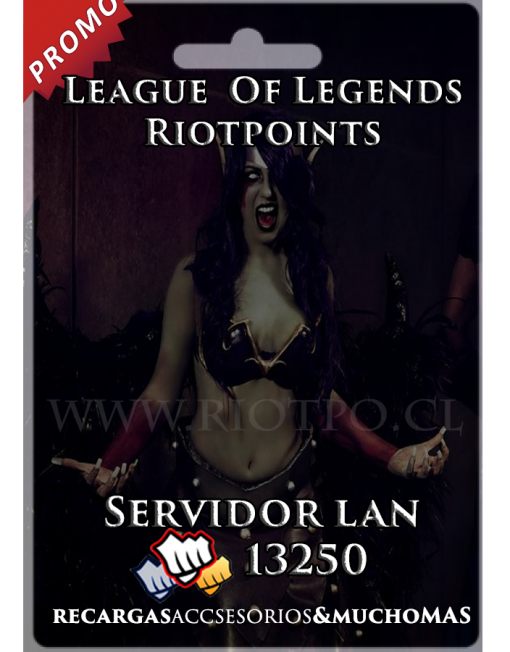 PROMO
LEAGUE OF LEGENDS
RIOTPOINTS
WWW.RIOTPO.CL
SERVIDOR LAN
13250
RECARGASACCSESORIOS&MUCHOMAS